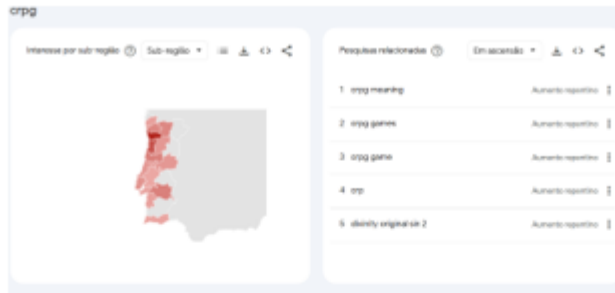 crpg
Interesse por sub-região
Sub-região
Pesquisas relacionadas
Em ascensão
1 crpg meaning Aumento repentino
2 crpg games Aumento repentino
3 crpg game Aumento repentino
4 crp Aumento repentino
5 divinity original sin 2 Aumento repentino